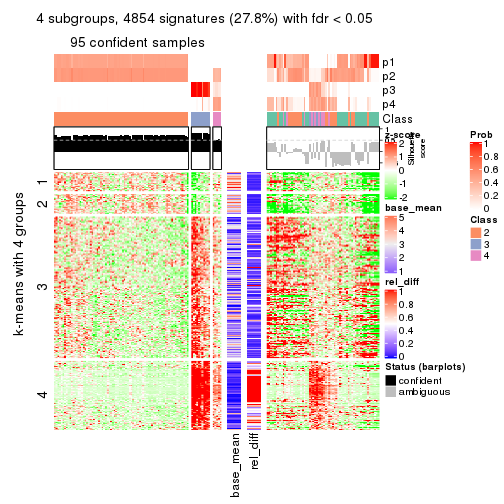 4 subgroups, 4854 signatures (27.8%) with fdr < 0.05
95 confident samples
p1
p2
p3
p4
Class
1
Silhouette
score
z-score
2
1
0
-1
-2
base_mean
5
4
3
2
1
rel_diff
1
0.8
0.6
0.4
0.2
0
Status (barplots)
confident
ambiguous
Prob
1
0.8
0.6
0.4
0.2
0
Class
2
3
4
k-means with 4 groups
1
2
3
4
base_mean
rel_diff